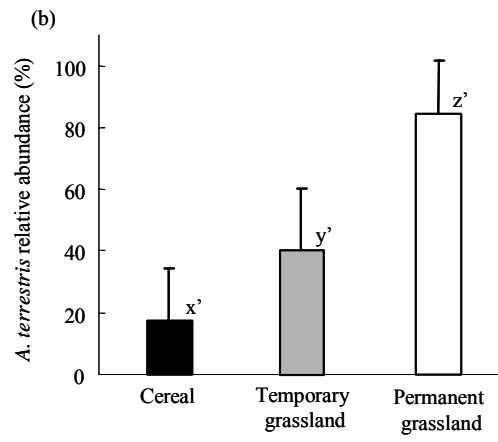 (b)
A. terrestris relative abundance (%)
100
80
60
40
20
0
x’
y’
z’
Cereal
Temporary
grassland
Permanent
grassland